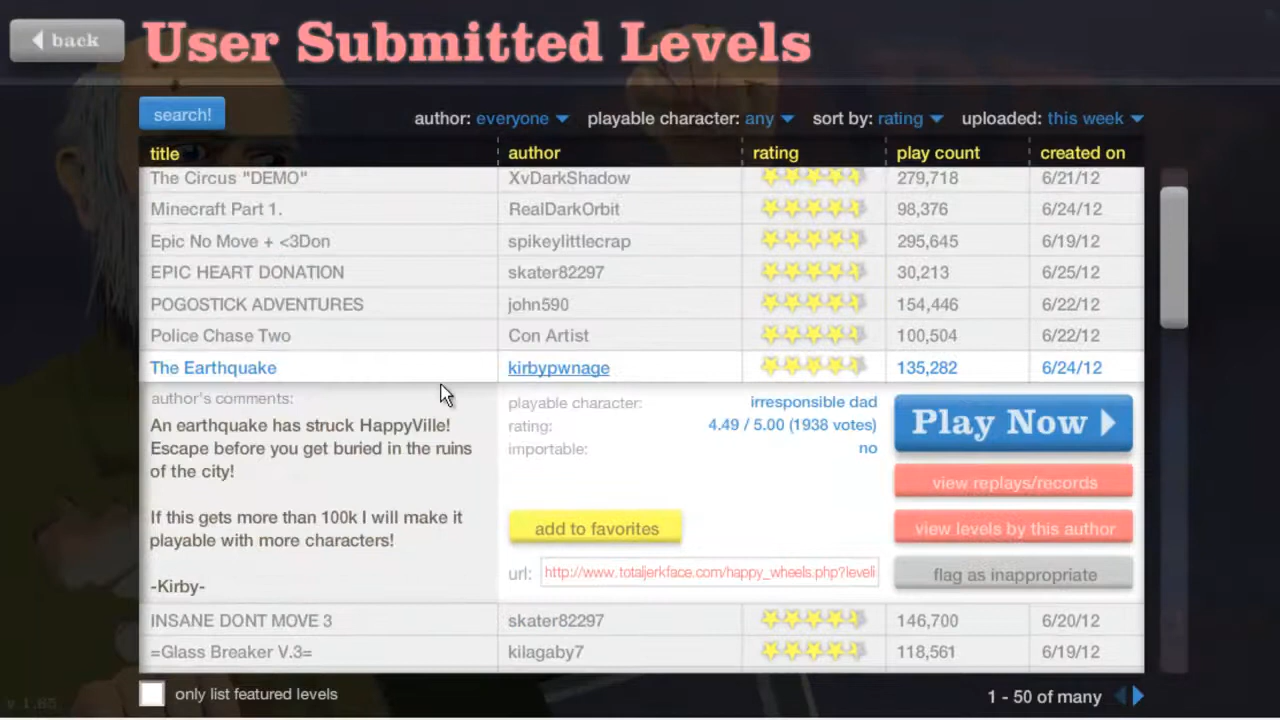 back
User Submitted Levels
search!
author: everyone playable character: any sort by: rating uploaded: this week
title author rating play count created on
The Circus "DEMO" XvDarkShadow 279,718 6/21/12
Minecraft Part 1. RealDarkOrbit 98,376 6/24/12
Epic No Move + <3Don spikeylittlecrap 295,645 6/19/12
EPIC HEART DONATION skater82297 30,213 6/25/12
POGOSTICK ADVENTURES john590 154,446 6/22/12
Police Chase Two Con Artist 100,504 6/22/12
The Earthquake kirbypwnage 135,282 6/24/12
author's comments:
An earthquake has struck HappyVille!
Escape before you get buried in the ruins
of the city!
If this gets more than 100k I will make it
playable with more characters!
-Kirby-
playable character: irresponsible dad
rating: 4.49 / 5.00 (1938 votes)
importable: no
add to favorites
url: http://www.totaljerkface.com/happy_wheels.php?leveli
Play Now
view replays/records
view levels by this author
flag as inappropriate
INSANE DONT MOVE 3 skater82297 146,700 6/20/12
=Glass Breaker V.3= kilagaby7 118,561 6/19/12
only list featured levels
1 - 50 of many
v 1.65